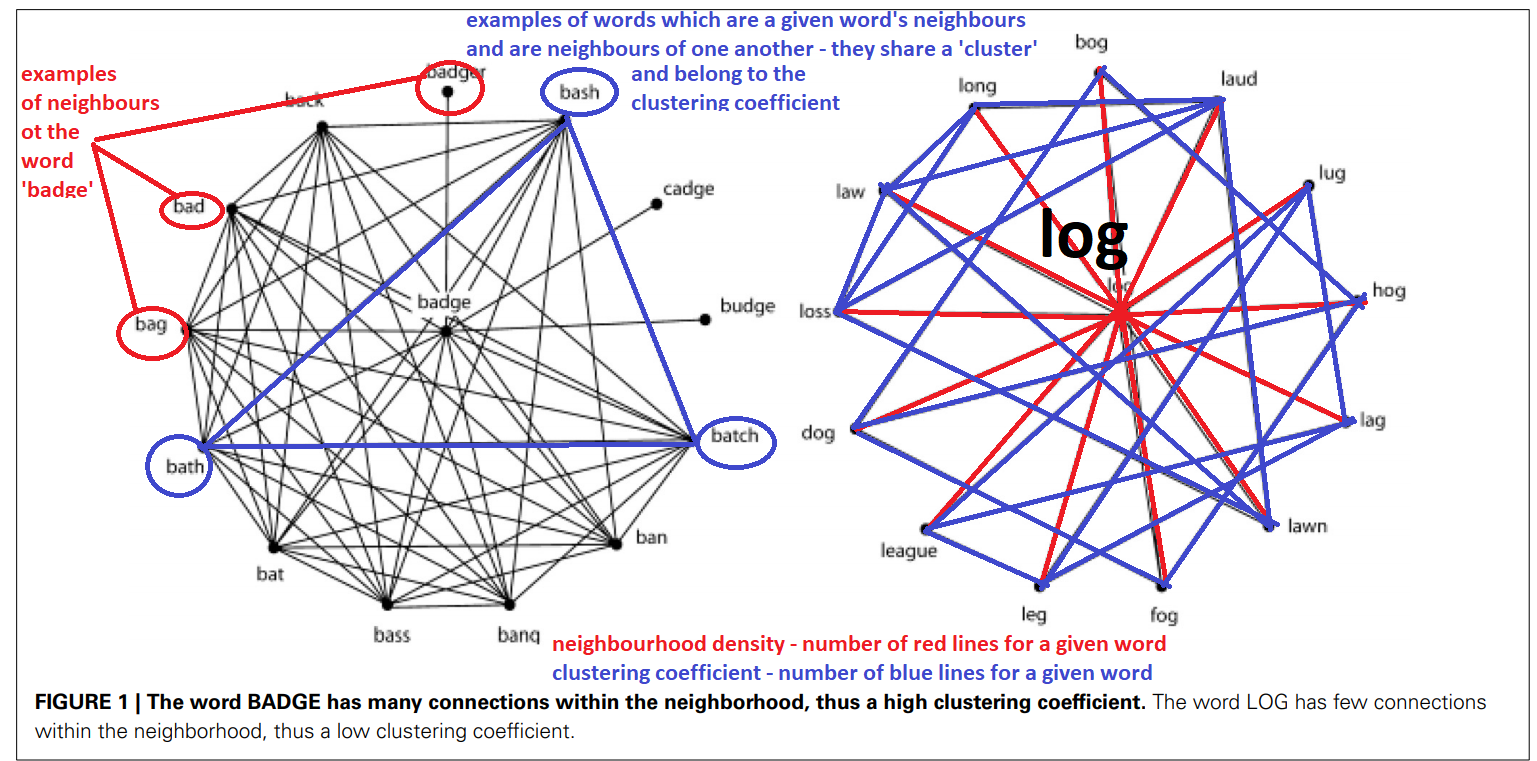 examples of words which are a given word's neighbours
and are neighbours of one another - they share a 'cluster'
and belong to the
clustering coefficient
examples
of neighbours
ot the
word
'badge'
back
badger
bash
cadge
bad
badge
budge
bag
batch
bath
ban
bat
bass
bang
bog
long
laud
law
lug
log
log
hog
loss
lag
dog
lawn
league
leg
fog
neighbourhood density - number of red lines for a given word
clustering coefficient - number of blue lines for a given word
FIGURE 1 | The word BADGE has many connections within the neighborhood, thus a high clustering coefficient. The word LOG has few connections
within the neighborhood, thus a low clustering coefficient.